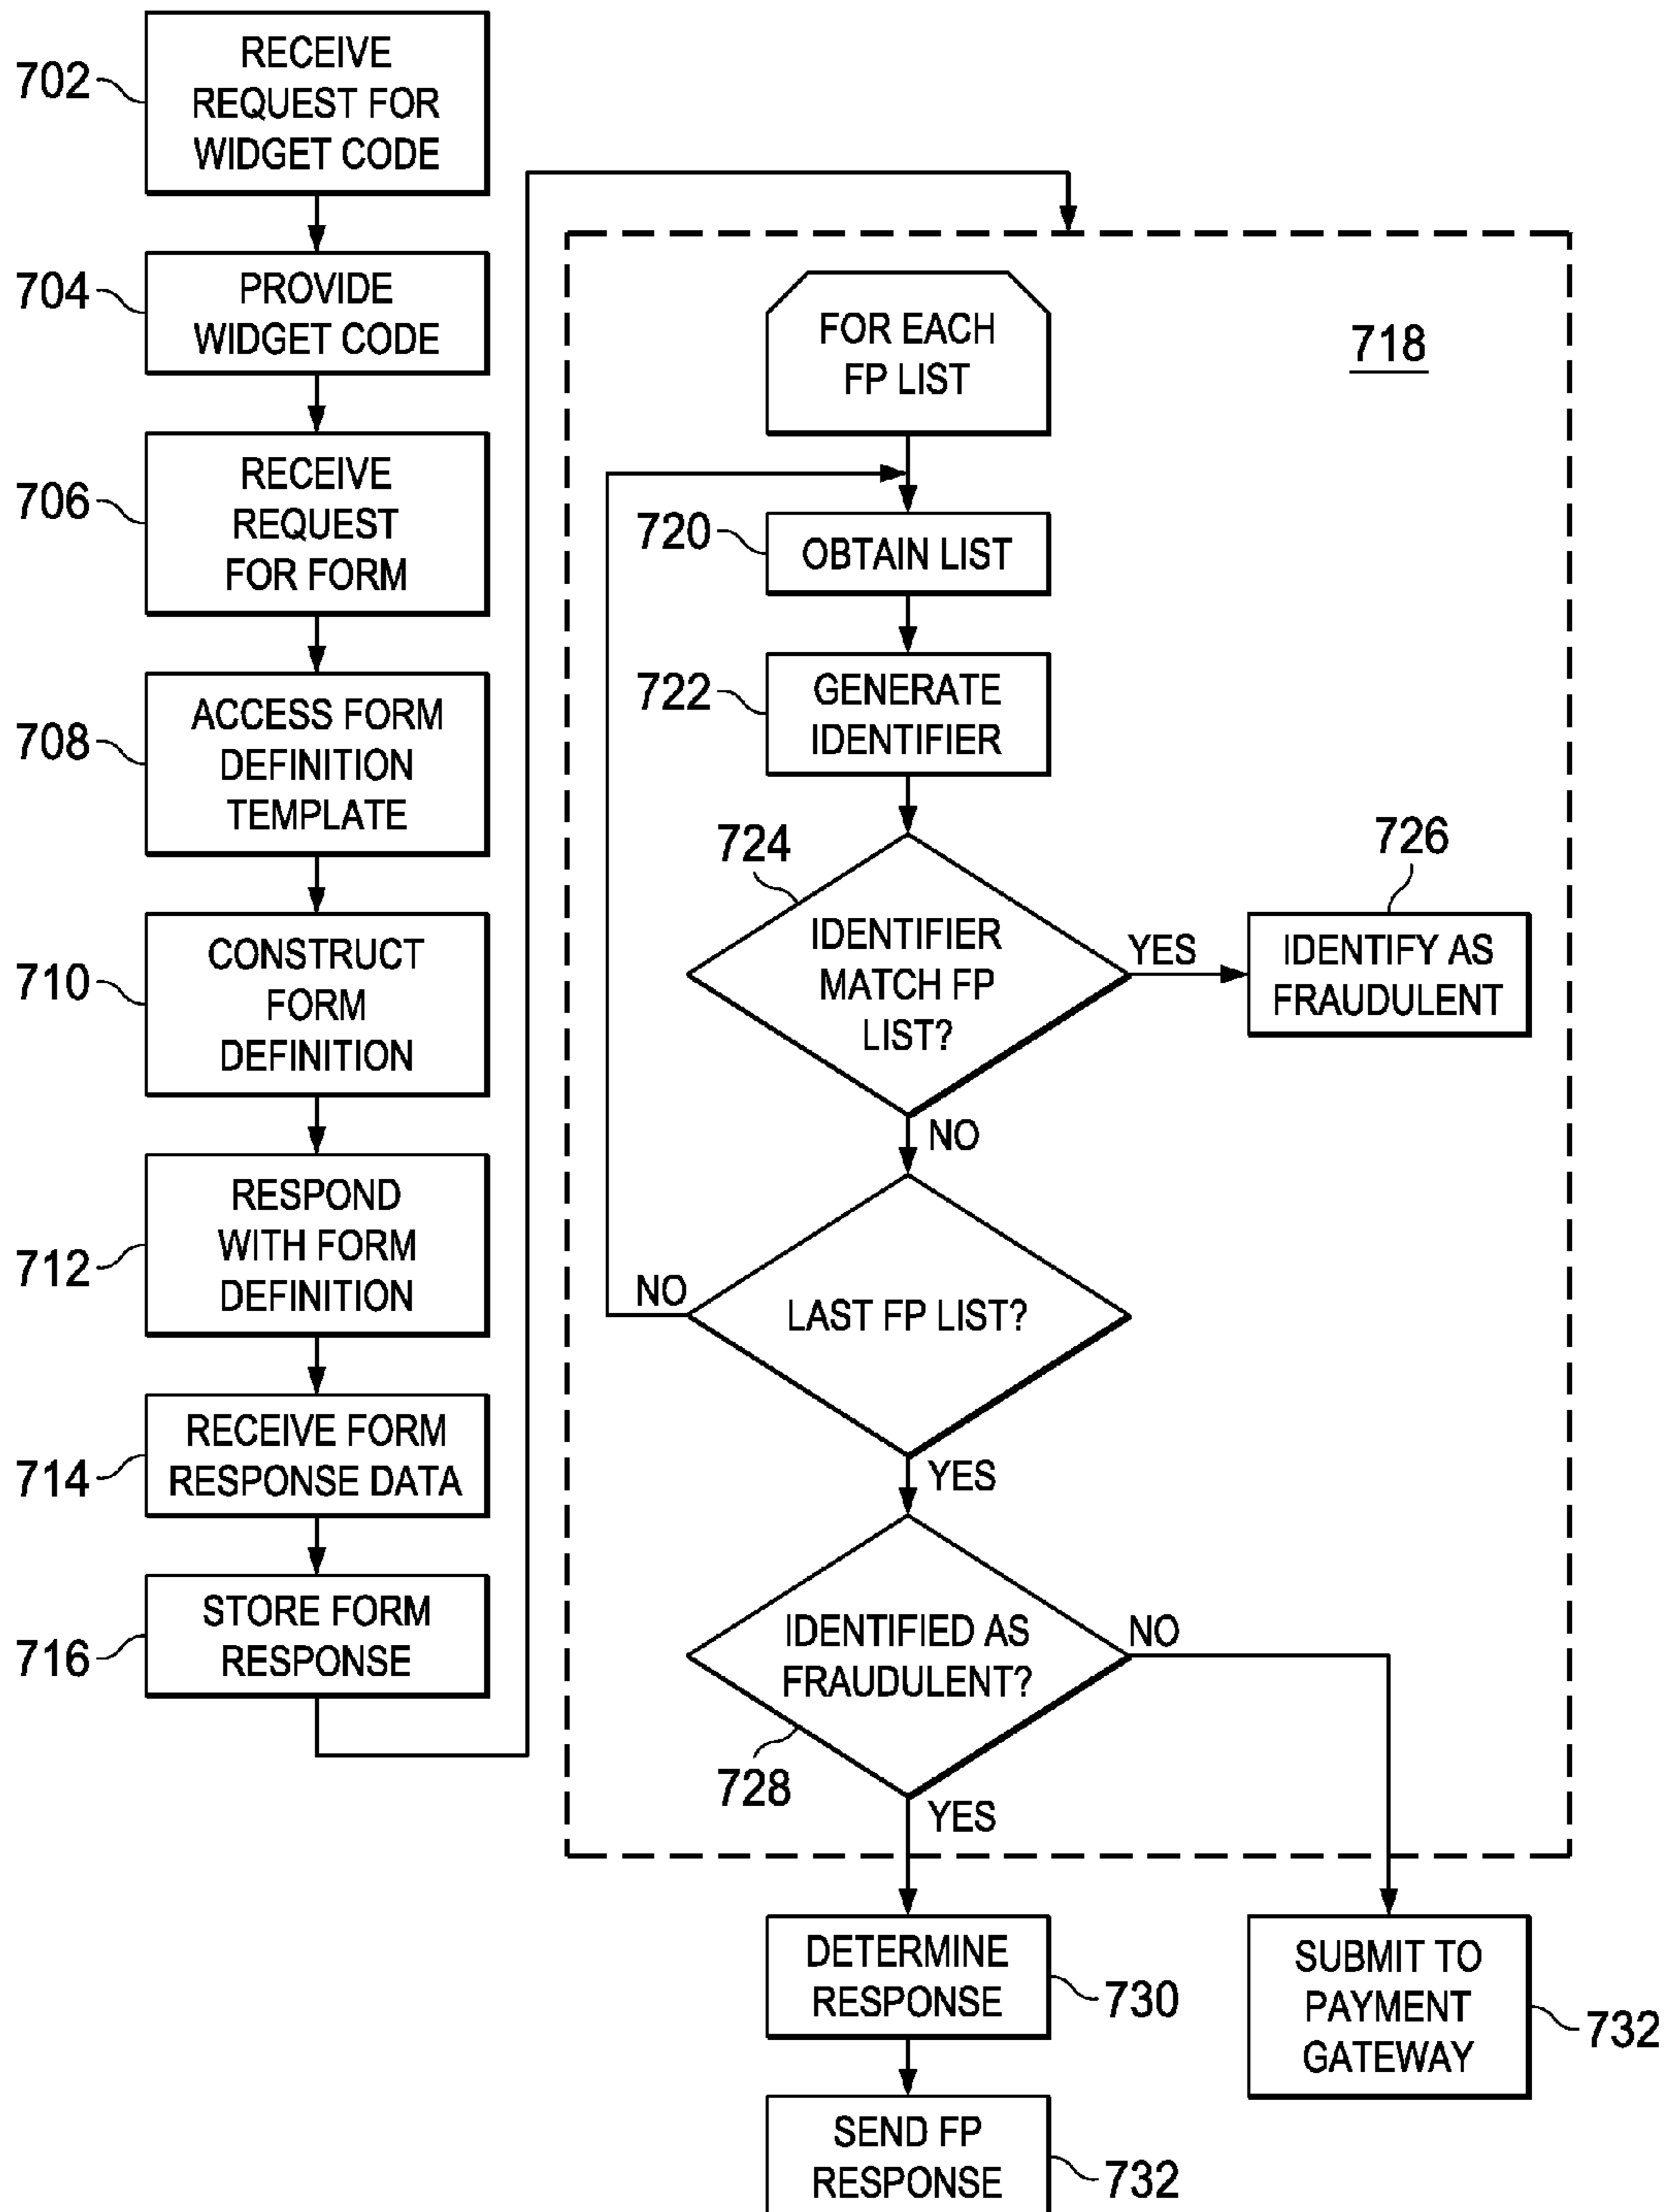 702
RECEIVE
REQUEST FOR
WIDGET CODE
704
PROVIDE
WIDGET CODE
706
RECEIVE
REQUEST
FOR FORM
708
ACCESS FORM
DEFINITION
TEMPLATE
710
CONSTRUCT
FORM
DEFINITION
712
RESPOND
WITH FORM
DEFINITION
714
RECEIVE FORM
RESPONSE DATA
716
STORE FORM
RESPONSE
718
FOR EACH
FP LIST
720
OBTAIN LIST
722
GENERATE
IDENTIFIER
724
IDENTIFIER
MATCH FP
LIST?
YES
726
IDENTIFY AS
FRAUDULENT
NO
LAST FP LIST?
NO
YES
IDENTIFIED AS
FRAUDULENT?
NO
728
YES
DETERMINE
RESPONSE
730
SEND FP
RESPONSE
732
SUBMIT TO
PAYMENT
GATEWAY
732